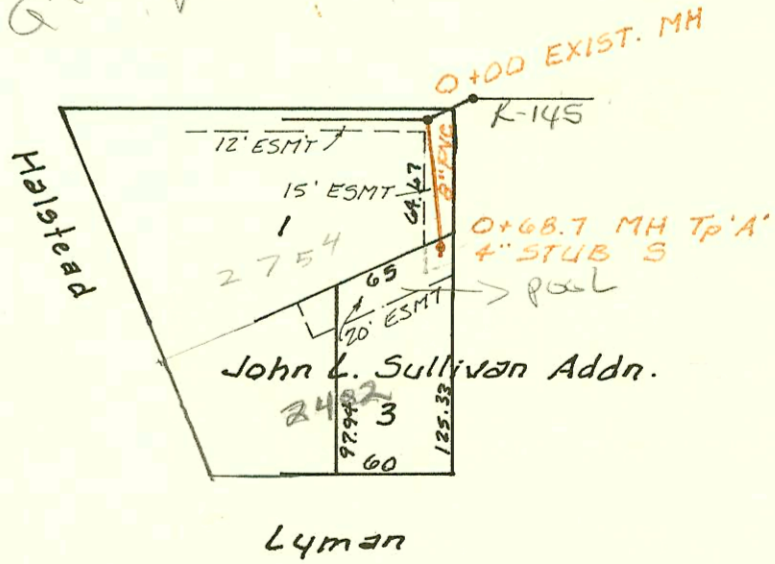 0+00 EXIST. MH
K-145
12' ESMT
8" PVC
15' ESMT
64.67
Halstead
1
0+68.7 MH Tp 'A'
4" STUB S
2754
65
20' ESMT
POOL
John L. Sullivan Addn.
2482
97.94
3
125.33
60
Lyman